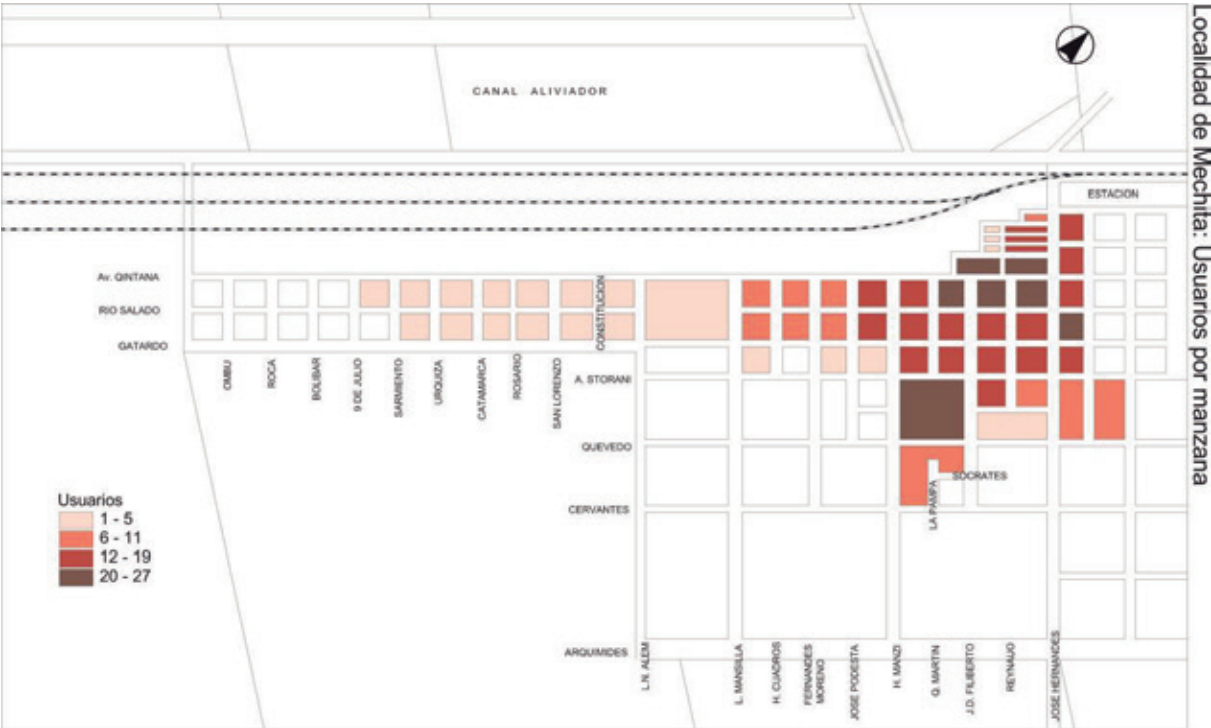 Localidad de Mechita: Usuarios por manzana
CANAL ALIVIADOR
ESTACION
Av. QINTANA
RIO SALADO
GATARDO
CONSTITUCION
OMBU
ROCA
BOLIBAR
9 DE JULIO
SARMIENTO
URQUIZA
CATAMARCA
ROSARIO
SAN LORENZO
A. STORANI
QUEVEDO
SOCRATES
LA PAMPA
CERVANTES
Usuarios
1 - 5
6 - 11
12 - 19
20 - 27
ARQUIMIDES
L.N. ALEM
L. MANSILLA
H. CUADROS
FERNANDES
MORENO
JOSE PODESTA
H. MANZI
Q. MARTIN
J.D. FILIBERTO
REYNAUO
JOSE HERNANDES